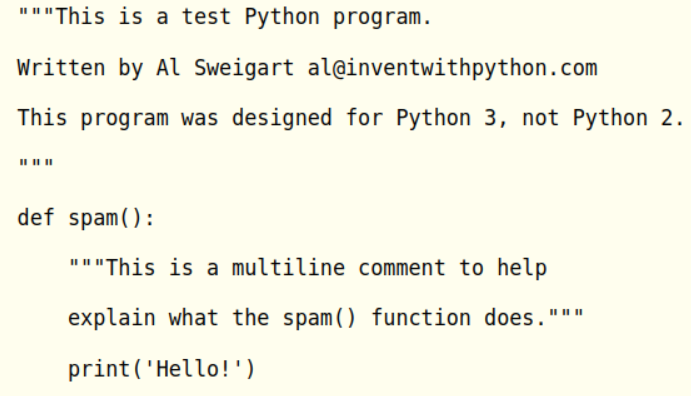 """This is a test Python program.
Written by Al Sweigart al@inventwithpython.com
This program was designed for Python 3, not Python 2.
"""
def spam():
    """This is a multiline comment to help
    explain what the spam() function does."""
    print('Hello!')